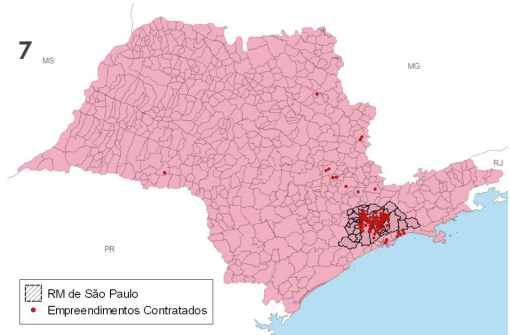 7
MS
MG
RJ
PR
RM de São Paulo
Empreendimentos Contratados